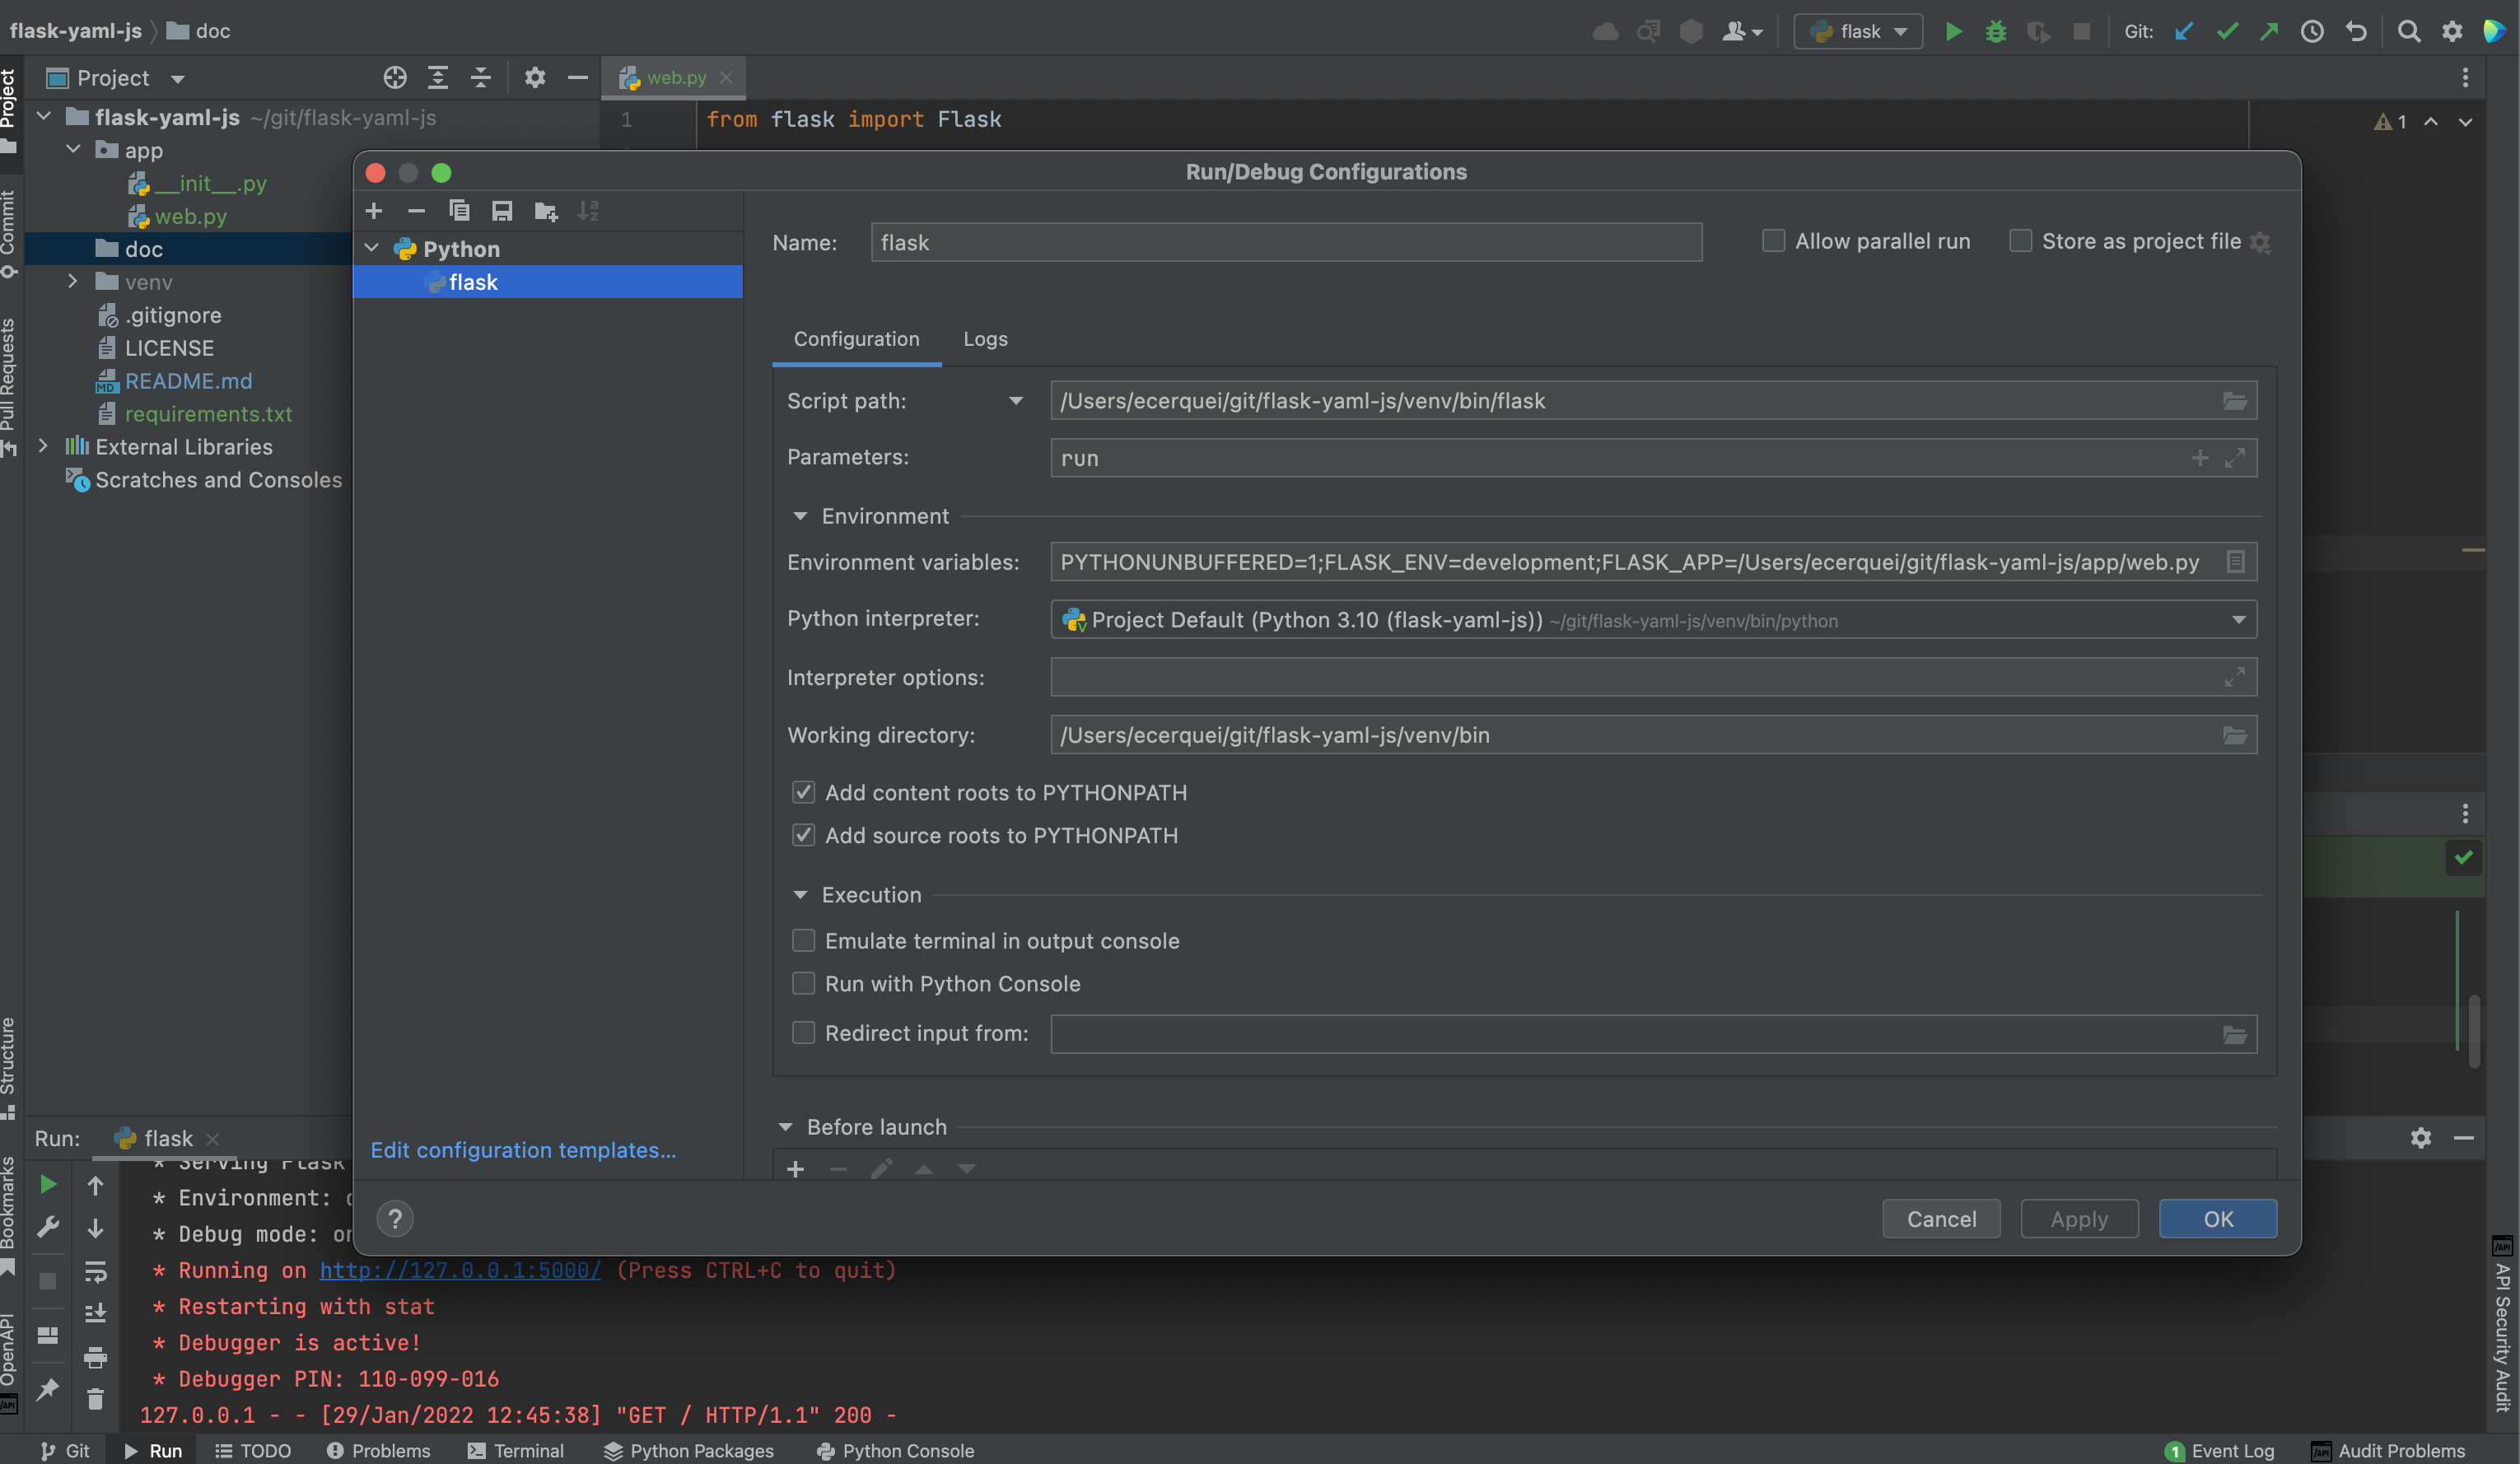 flask-yaml-js
doc
flask
Git:
Project
web.py
flask-yaml-js ~/git/flask-yaml-js
app
__init__.py
web.py
doc
venv
.gitignore
LICENSE
README.md
requirements.txt
External Libraries
Scratches and Consoles
1
from flask import Flask
1
Project
Commit
Pull Requests
Structure
Bookmarks
OpenAPI
Run/Debug Configurations
Python
flask
Edit configuration templates...
Name: flask
Allow parallel run
Store as project file
Configuration
Logs
Script path: /Users/ecerquei/git/flask-yaml-js/venv/bin/flask
Parameters: run
Environment
Environment variables: PYTHONUNBUFFERED=1;FLASK_ENV=development;FLASK_APP=/Users/ecerquei/git/flask-yaml-js/app/web.py
Python interpreter: Project Default (Python 3.10 (flask-yaml-js)) ~/git/flask-yaml-js/venv/bin/python
Interpreter options:
Working directory: /Users/ecerquei/git/flask-yaml-js/venv/bin
Add content roots to PYTHONPATH
Add source roots to PYTHONPATH
Execution
Emulate terminal in output console
Run with Python Console
Redirect input from:
Before launch
?
Cancel
Apply
OK
Run:
flask
* Serving Flask
* Environment:
* Debug mode:
* Running on http://127.0.0.1:5000/ (Press CTRL+C to quit)
* Restarting with stat
* Debugger is active!
* Debugger PIN: 110-099-016
127.0.0.1 - - [29/Jan/2022 12:45:38] "GET / HTTP/1.1" 200 -
API Security Audit
Git
Run
TODO
Problems
Terminal
Python Packages
Python Console
1 Event Log
Audit Problems